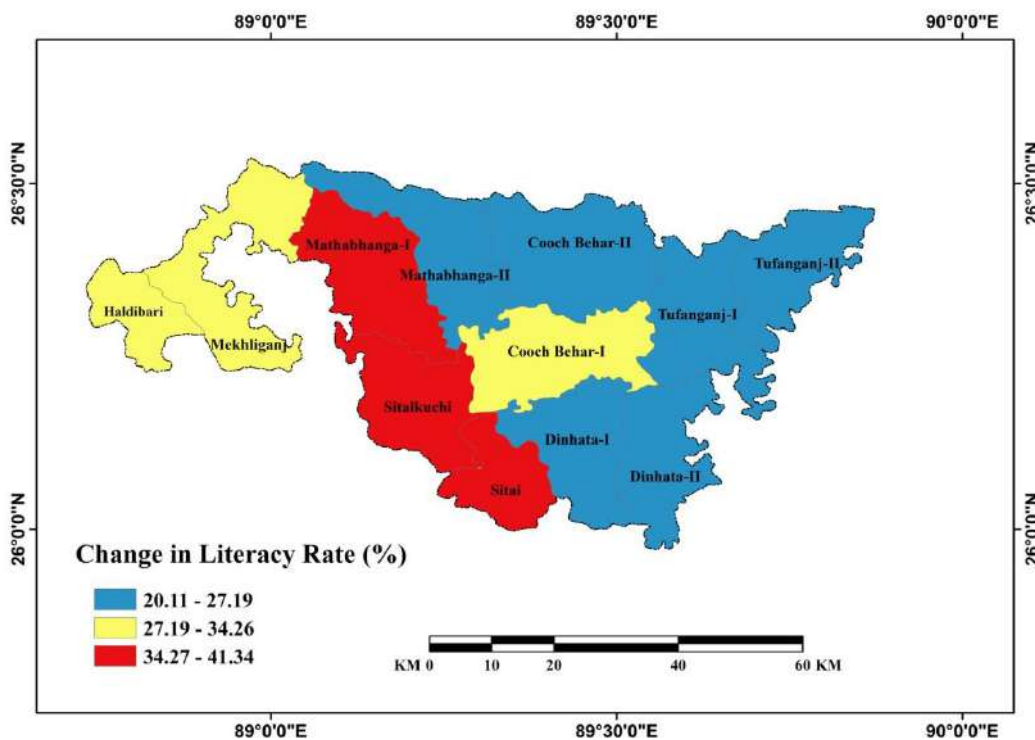 89°0'0"E 89°30'0"E 90°0'0"E
26°30'0"N 26°30'0"N
Mathabhanga-I
Cooch Behar-II
Mathabhanga-II
Tufanganj-II
Haldibari
Tufanganj-I
Mekhliganj
Cooch Behar-I
Sitalkuchi
Dinhata-I
Dinhata-II
Sitai
26°0'0"N 26°0'0"N
Change in Literacy Rate (%)
20.11 - 27.19
27.19 - 34.26
34.27 - 41.34
KM 0 10 20 40 60 KM
89°0'0"E 89°30'0"E 90°0'0"E